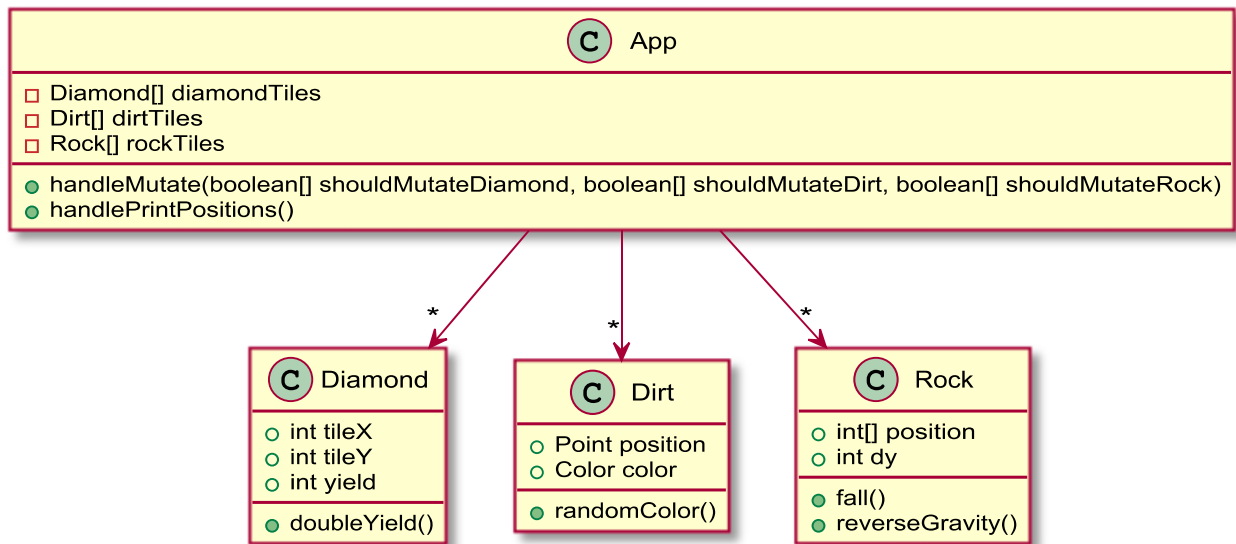 C App
Diamond[] diamondTiles
Dirt[] dirtTiles
Rock[] rockTiles
handleMutate(boolean[] shouldMutateDiamond, boolean[] shouldMutateDirt, boolean[] shouldMutateRock)
handlePrintPositions()
*
*
*
C Diamond
int tileX
int tileY
int yield
doubleYield()
C Dirt
Point position
Color color
randomColor()
C Rock
int[] position
int dy
fall()
reverseGravity()